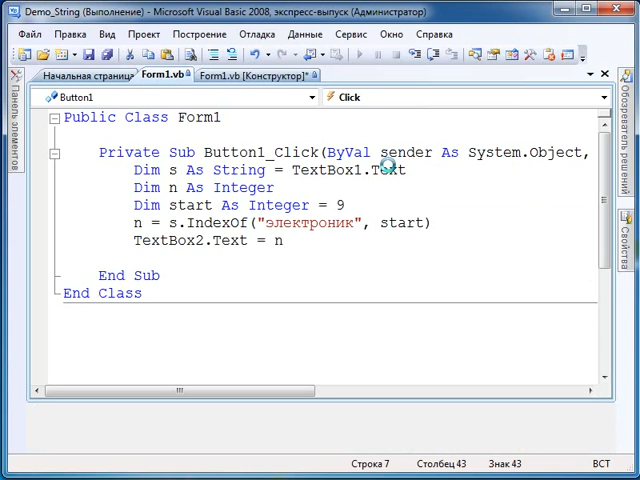 Demo_String (Выполнение) - Microsoft Visual Basic 2008, экспресс-выпуск (Администратор)
Файл Правка Вид Проект Построение Отладка Данные Сервис Окно Справка
Начальная страница Form1.vb Form1.vb [Конструктор]*
Button1 Click
Панель элементов
Public Class Form1
Private Sub Button1_Click(ByVal sender As System.Object,
Dim s As String = TextBox1.Text
Dim n As Integer
Dim start As Integer = 9
n = s.IndexOf("электроник", start)
TextBox2.Text = n
End Sub
End Class
Обозреватель решений
Свойства
Строка 7 Столбец 43 Знак 43 ВСТ